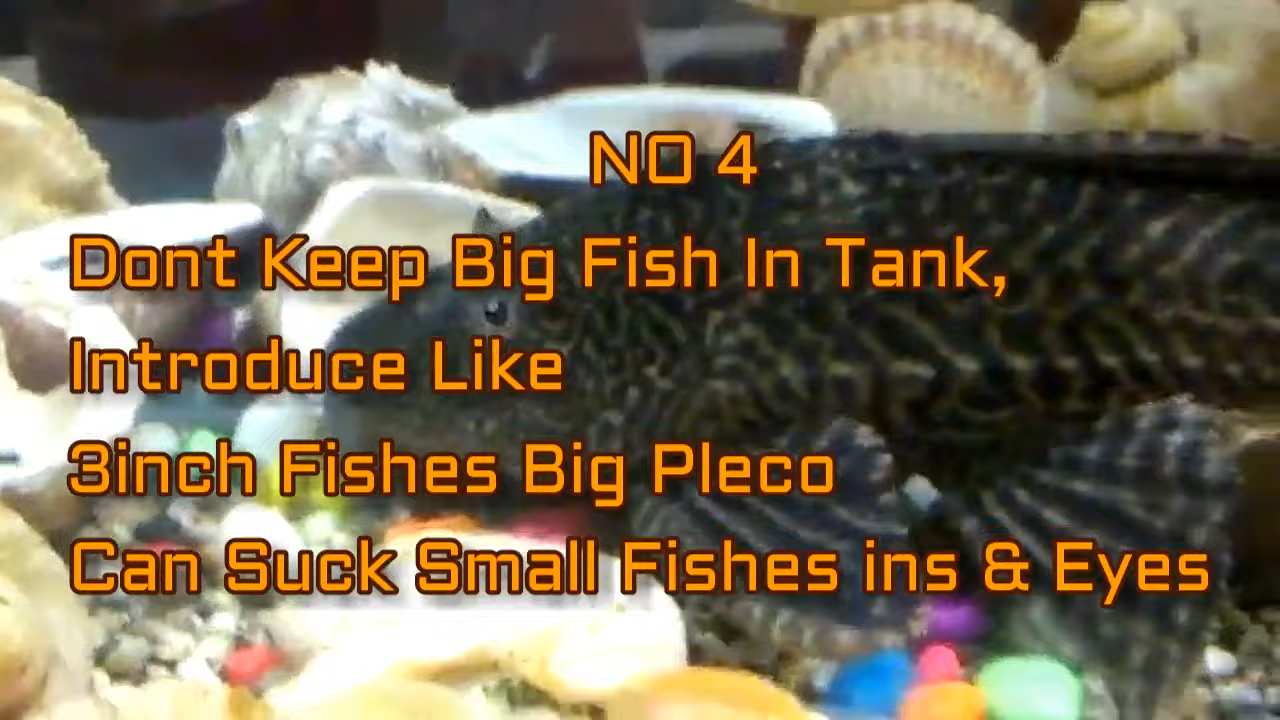 NO 4
Dont Keep Big Fish In Tank,
Introduce Like
3inch Fishes Big Pleco
Can Suck Small Fishes ins & Eyes